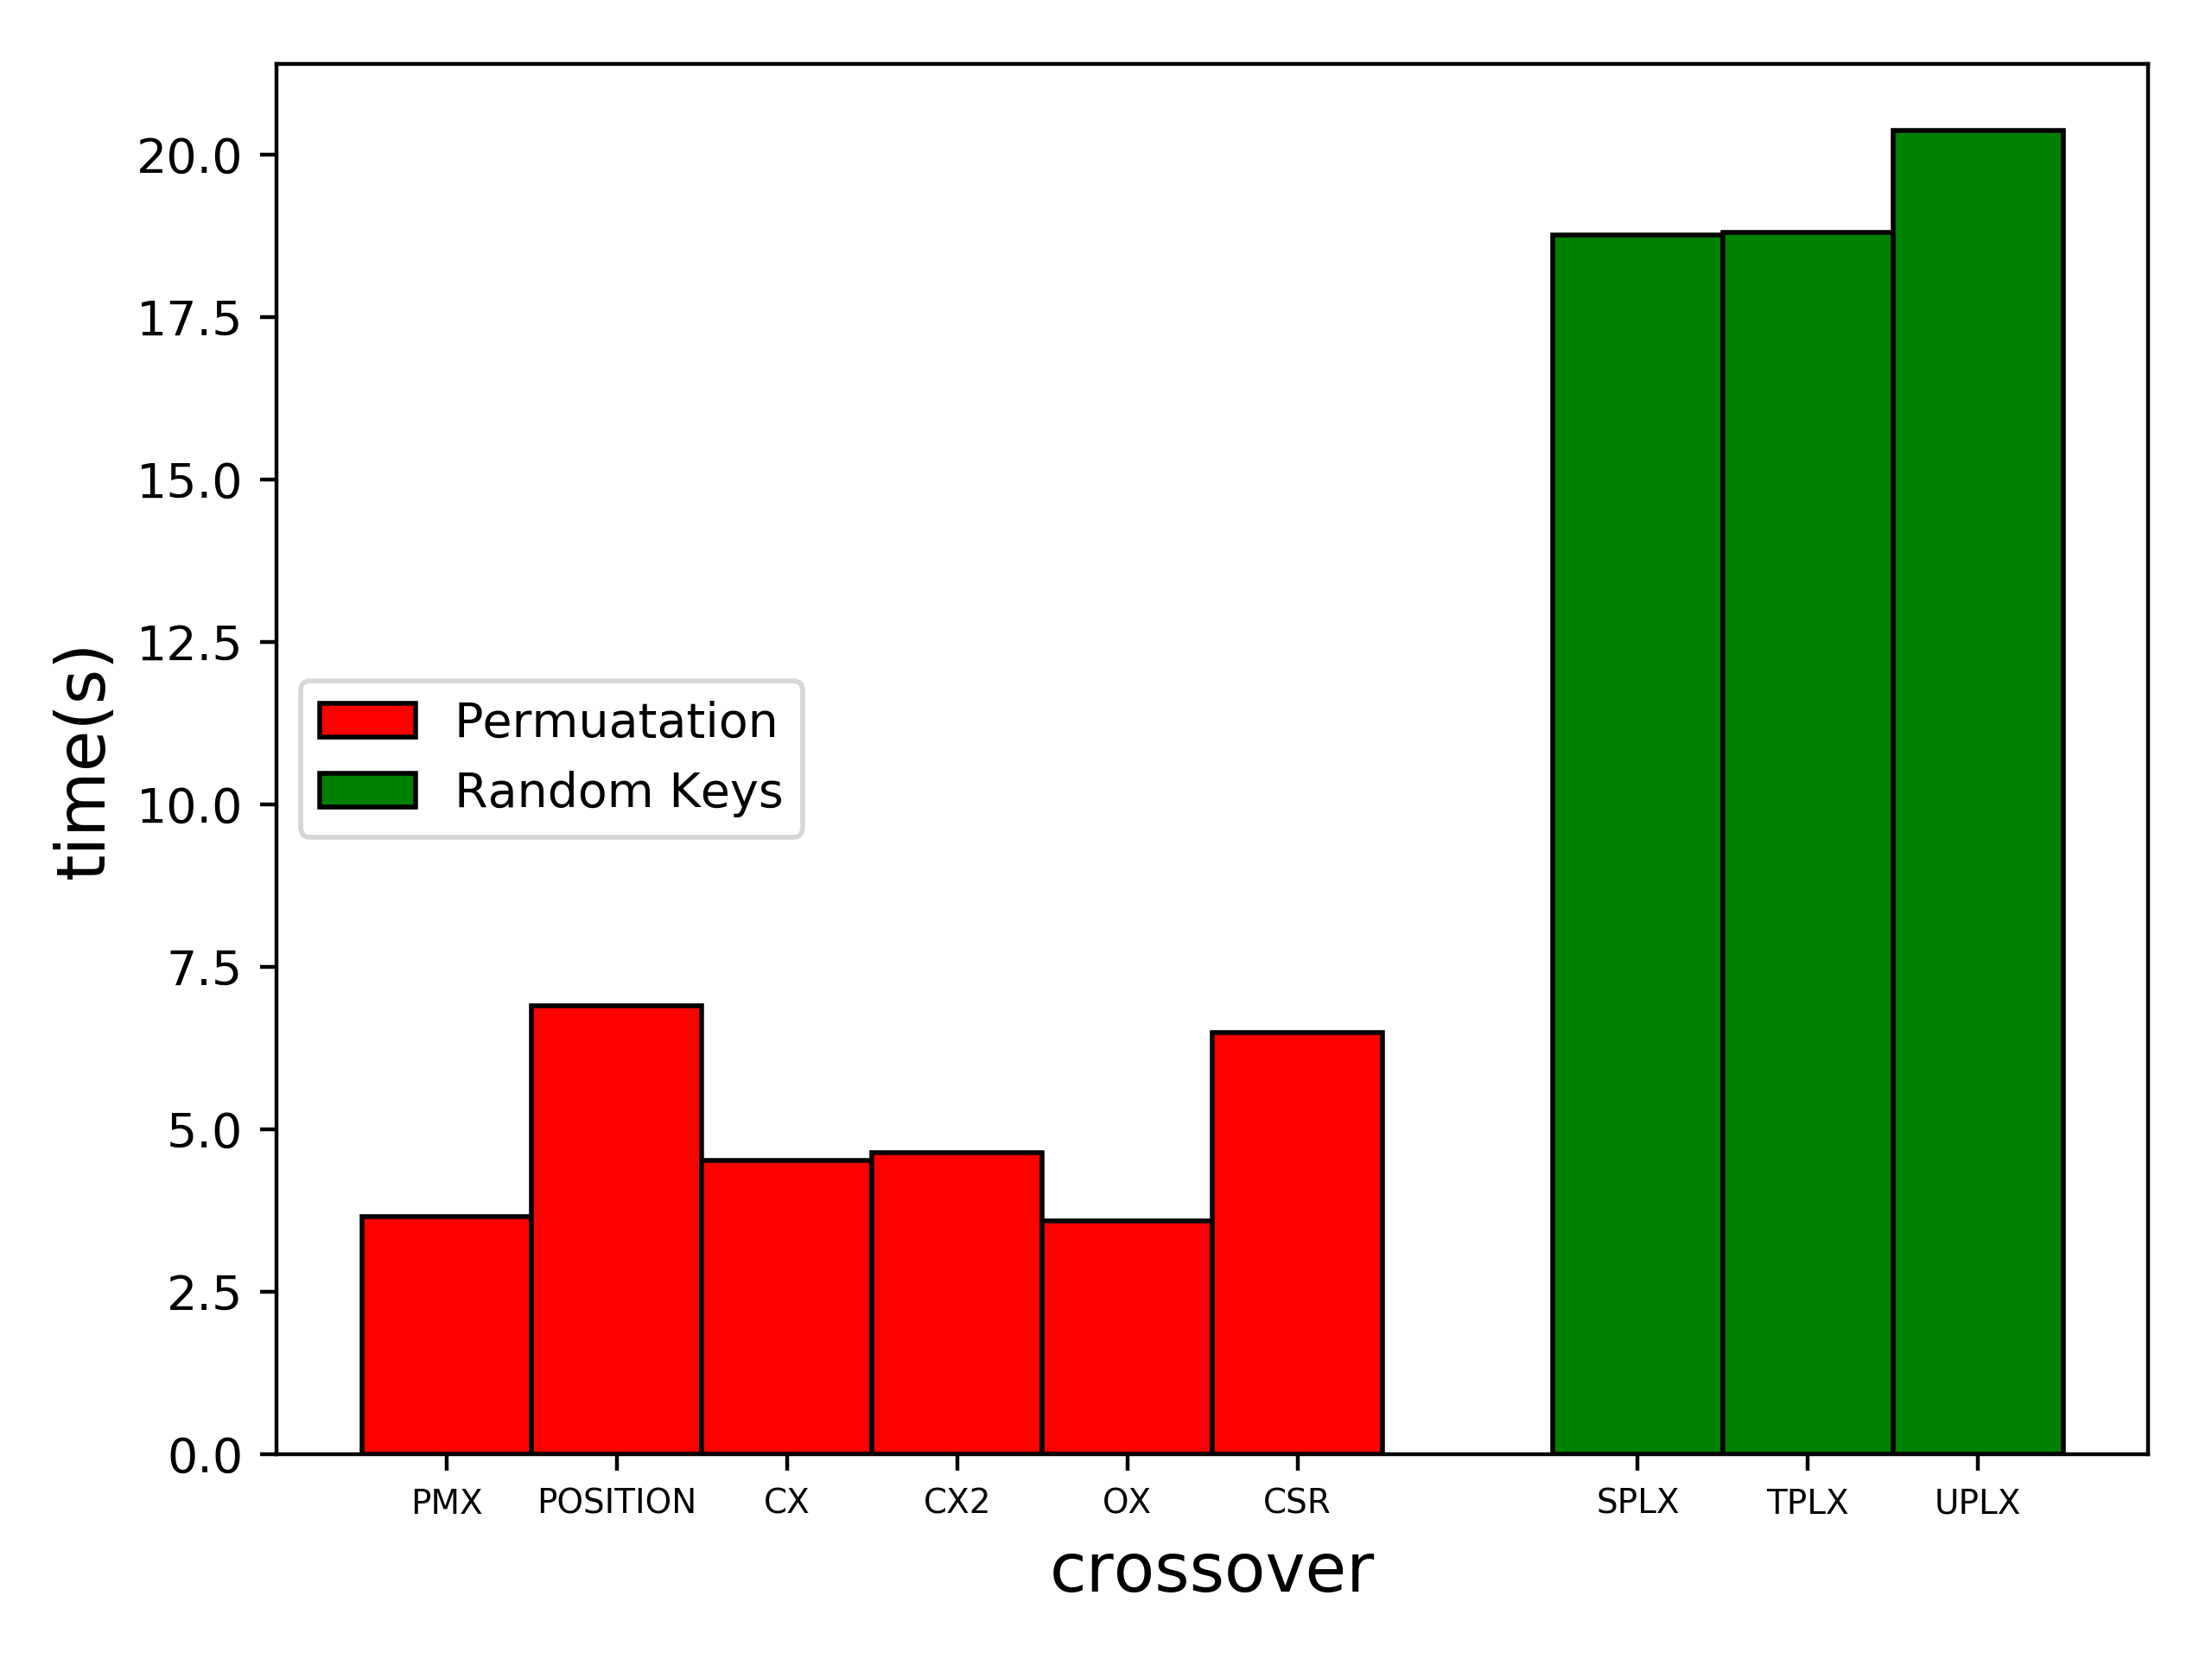 20.0
17.5
15.0
12.5
10.0
7.5
5.0
2.5
0.0
time(s)
Permuatation
Random Keys
PMX POSITION CX CX2 OX CSR SPLX TPLX UPLX
crossover